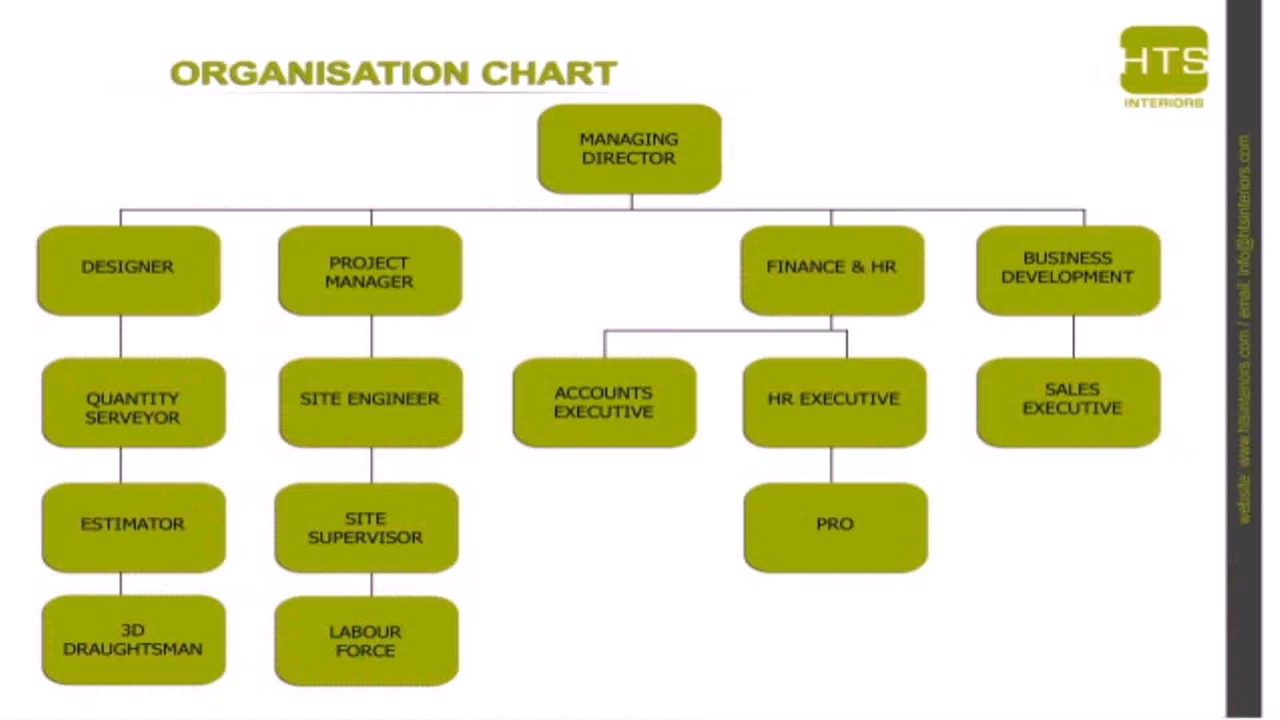 ORGANISATION CHART
HTS
INTERIORS
MANAGING
DIRECTOR
DESIGNER
PROJECT
MANAGER
FINANCE & HR
BUSINESS
DEVELOPMENT
QUANTITY
SERVEYOR
SITE ENGINEER
ACCOUNTS
EXECUTIVE
HR EXECUTIVE
SALES
EXECUTIVE
ESTIMATOR
SITE
SUPERVISOR
PRO
3D
DRAUGHTSMAN
LABOUR
FORCE
website: www.htsinteriors.com / email: info@htsinteriors.com